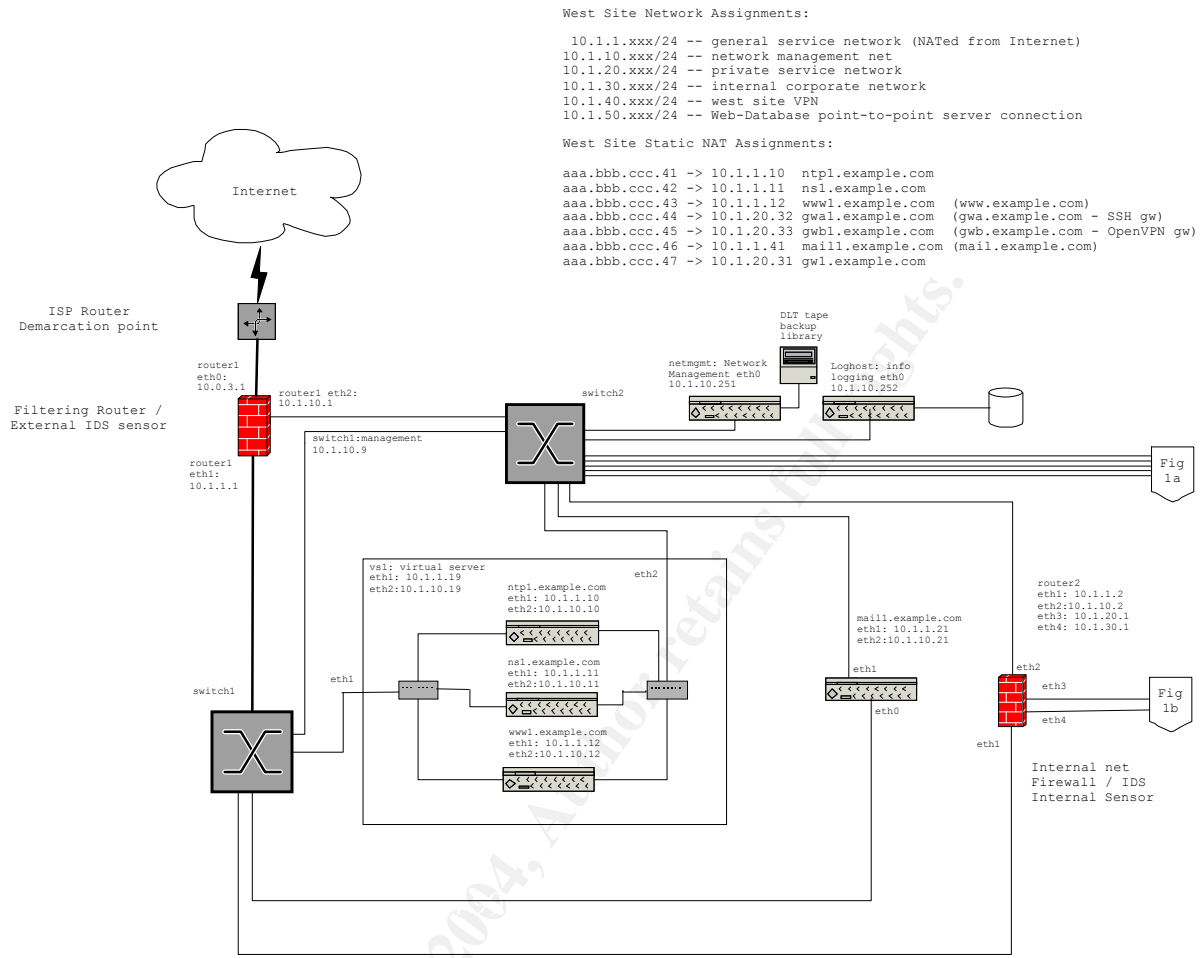 West Site Network Assignments:
10.1.1.xxx/24 -- general service network (NATed from Internet)
10.1.10.xxx/24 -- network management net
10.1.20.xxx/24 -- private service network
10.1.30.xxx/24 -- internal corporate network
10.1.40.xxx/24 -- west site VPN
10.1.50.xxx/24 -- Web-Database point-to-point server connection
West Site Static NAT Assignments:
aaa.bbb.ccc.41 -> 10.1.1.10 ntp1.example.com
aaa.bbb.ccc.42 -> 10.1.1.11 ns1.example.com
aaa.bbb.ccc.43 -> 10.1.1.12 www1.example.com (www.example.com)
aaa.bbb.ccc.44 -> 10.1.20.32 gwa1.example.com (gwa.example.com - SSH gw)
aaa.bbb.ccc.45 -> 10.1.20.33 gwb1.example.com (gwb.example.com - OpenVPN gw)
aaa.bbb.ccc.46 -> 10.1.1.41 mail1.example.com (mail.example.com)
aaa.bbb.ccc.47 -> 10.1.20.31 gw1.example.com
Internet
ISP Router
Demarcation point
router1
eth0:
10.0.3.1
router1 eth2:
10.1.10.1
Filtering Router /
External IDS sensor
switch1:management
10.1.10.9
router1
eth1:
10.1.1.1
switch2
netmgmt: Network
Management eth0
10.1.10.251
DLT tape
backup
library
Loghost: info
logging eth0
10.1.10.252
Fig
1a
vs1: virtual server
eth1: 10.1.1.19
eth2:10.1.10.19
eth2
ntp1.example.com
eth1: 10.1.1.10
eth2:10.1.10.10
ns1.example.com
eth1: 10.1.1.11
eth2:10.1.10.11
www1.example.com
eth1: 10.1.1.12
eth2:10.1.10.12
eth1
switch1
mail1.example.com
eth1: 10.1.1.21
eth2:10.1.10.21
eth1
eth0
router2
eth1: 10.1.1.2
eth2:10.1.10.2
eth3: 10.1.20.1
eth4: 10.1.30.1
eth2
eth3
eth4
eth1
Fig
1b
Internal net
Firewall / IDS
Internal Sensor
2004, Author retains full rights.